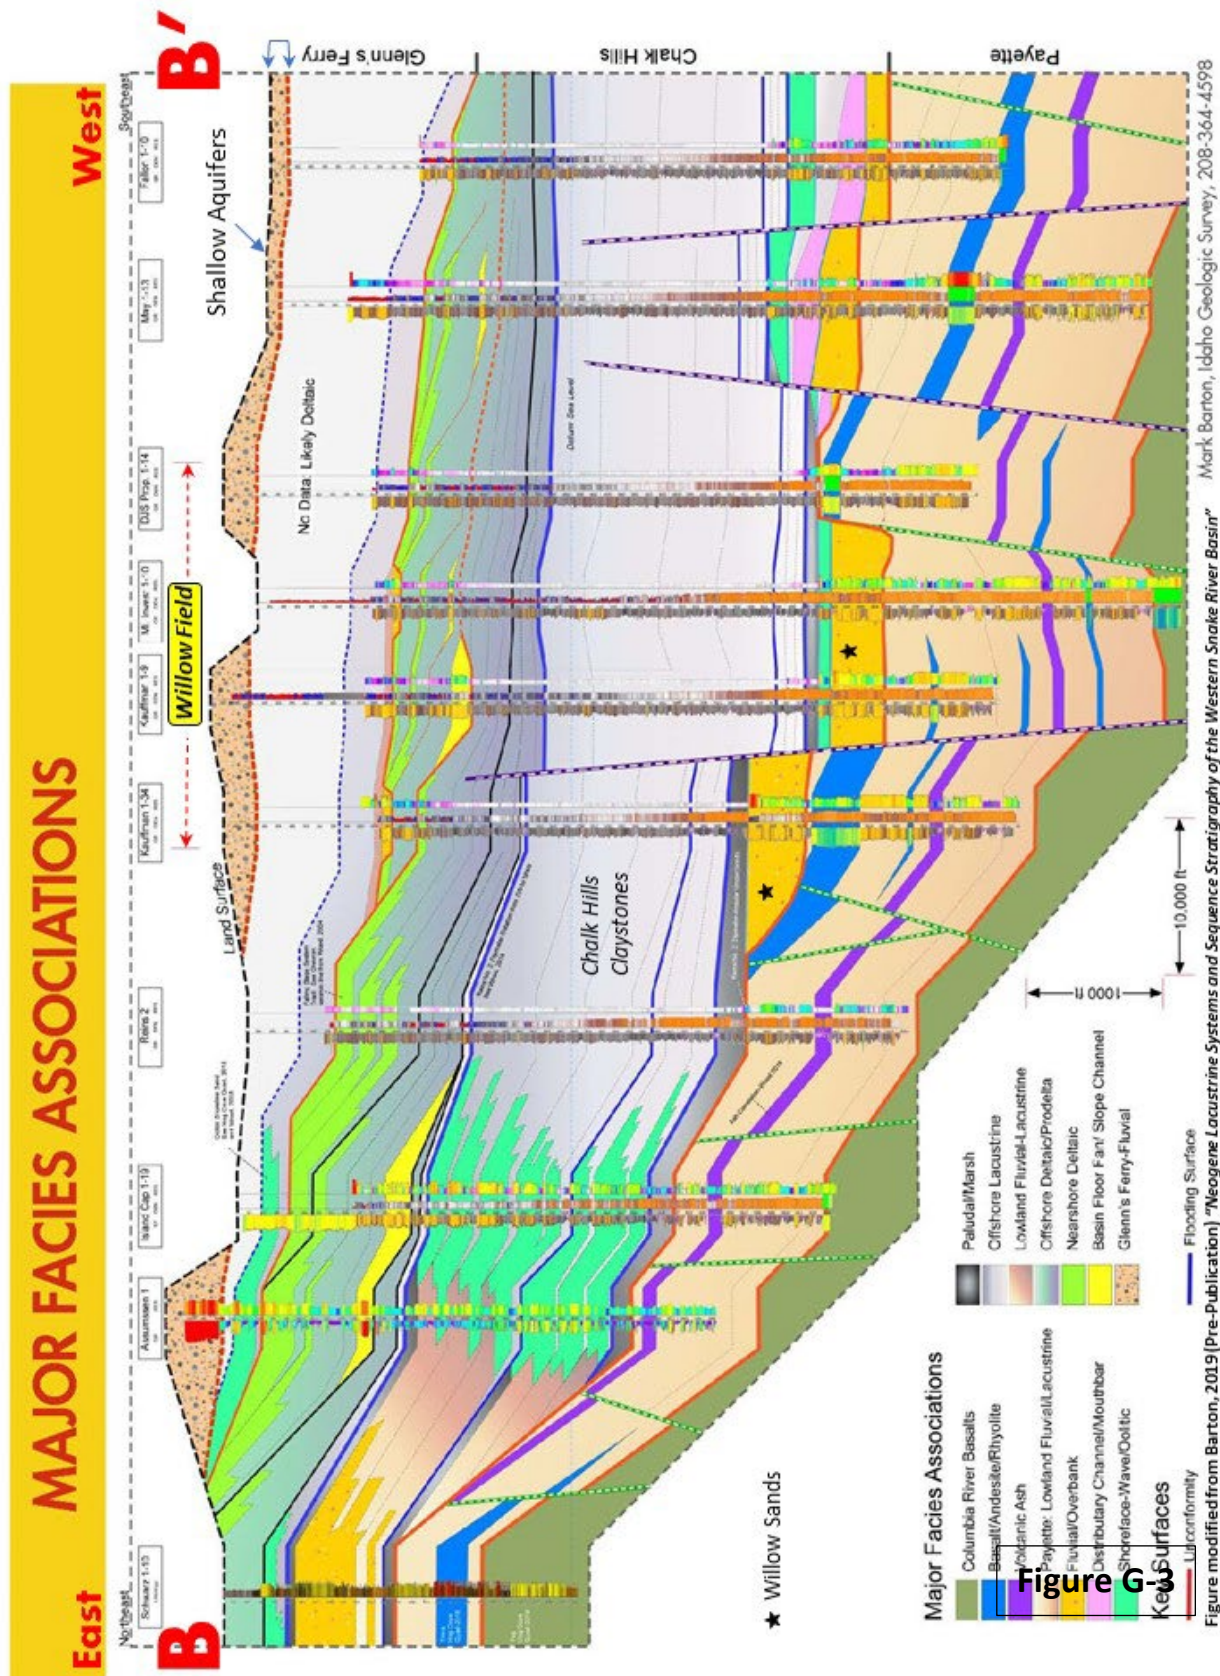 MAJOR FACIES ASSOCIATIONS
East
West
Northeast
Southeast
B
B′
Schwarz 1-10
Assumssen 1
Island Cap 1-19
Reins 2
Kauffman 1-34
Kauffman 1-9
DJS Prop. 1-14
May 1-13
Fallon 1-10
Willow Field
Land Surface
Shallow Aquifers
No Data: Likely Deltaic
Datum: Sea Level
Chalk Hills
Claystones
Glenn's Ferry
Chalk Hills
Payette
1000 ft
10,000 ft
★ Willow Sands
Major Facies Associations
Columbia River Basalts
Basalt/Andesite/Rhyolite
Volcanic Ash
Payette: Lowland Fluvial/Lacustrine
Fluvial/Overbank
Distributary Channel/Mouthbar
Shoreface-Wave/Oolitic
Paludal/Marsh
Offshore Lacustrine
Lowland Fluvial-Lacustrine
Offshore Deltaic/Prodelta
Nearshore Deltaic
Basin Floor Fan/ Slope Channel
Glenn's Ferry-Fluvial
Key Surfaces
Unconformity
Flooding Surface
Figure G-3
Figure modified from Barton, 2019 (Pre-Publication) "Neogene Lacustrine Systems and Sequence Stratigraphy of the Western Snake River Basin"
Mark Barton, Idaho Geologic Survey, 208-364-4598